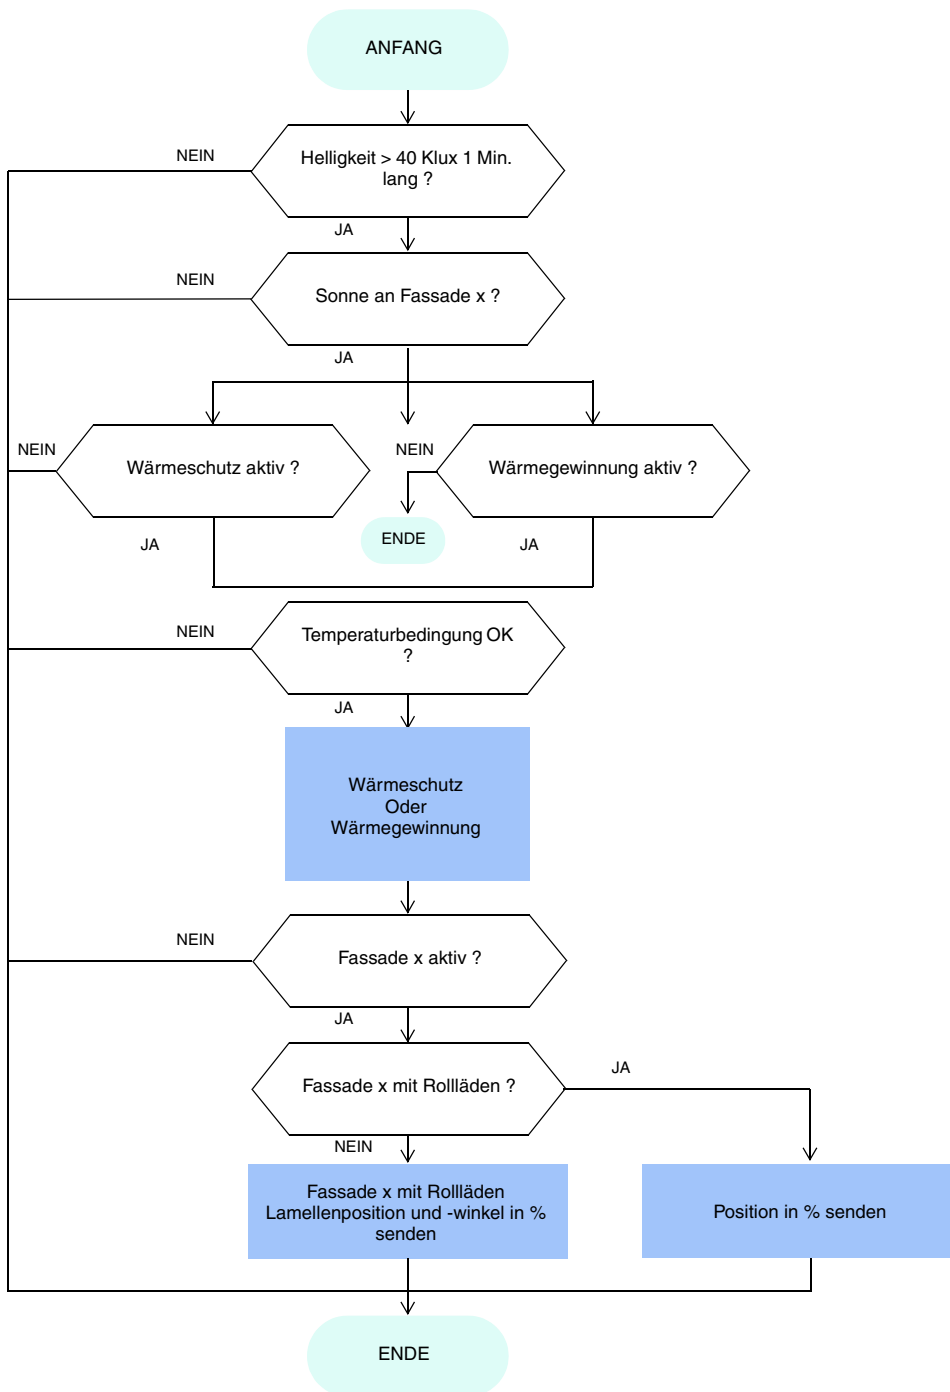 ANFANG
NEIN
Helligkeit > 40 Klux 1 Min.
lang ?
JA
NEIN
Sonne an Fassade x ?
JA
NEIN
Wärmeschutz aktiv ?
NEIN
Wärmegewinnung aktiv ?
JA
ENDE
JA
NEIN
Temperaturbedingung OK
?
JA
Wärmeschutz
Oder
Wärmegewinnung
NEIN
Fassade x aktiv ?
JA
Fassade x mit Rollläden ?
JA
NEIN
Fassade x mit Rollläden
Lamellenposition und -winkel in %
senden
Position in % senden
ENDE